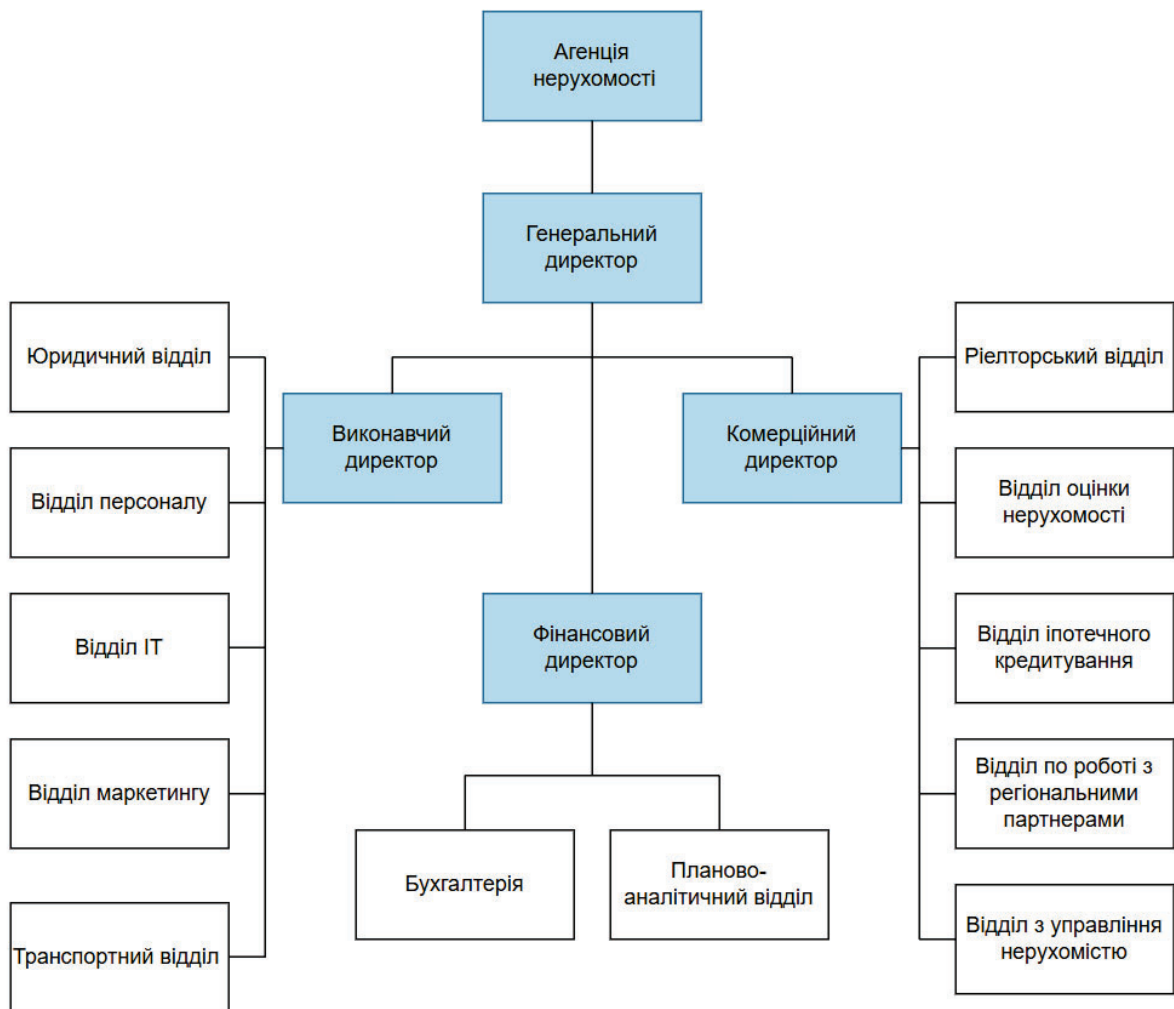 Агенція
нерухомості
Генеральний
директор
Юридичний відділ
Ріелторський відділ
Виконавчий
директор
Комерційний
директор
Відділ персоналу
Відділ оцінки
нерухомості
Відділ ІТ
Фінансовий
директор
Відділ іпотечного
кредитування
Відділ маркетингу
Відділ по роботі з
регіональними
партнерами
Бухгалтерія
Планово-
аналітичний відділ
Транспортний відділ
Відділ з управління
нерухомістю